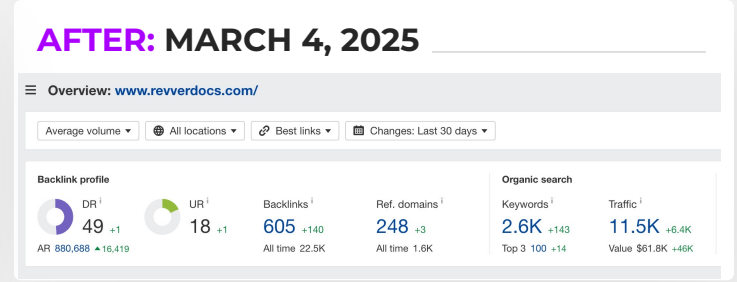 AFTER: MARCH 4, 2025
Overview: www.revverdocs.com/
Average volume ▼ All locations ▼ Best links ▼ Changes: Last 30 days ▼
Backlink profile
Organic search
DR i UR i Backlinks i Ref. domains i Keywords i Traffic i
49 +1 18 +1 605 +140 248 +3 2.6K +143 11.5K +6.4K
AR 880,688 ▲16,419 All time 22.5K All time 1.6K Top 3 100 +14 Value $61.8K +46K